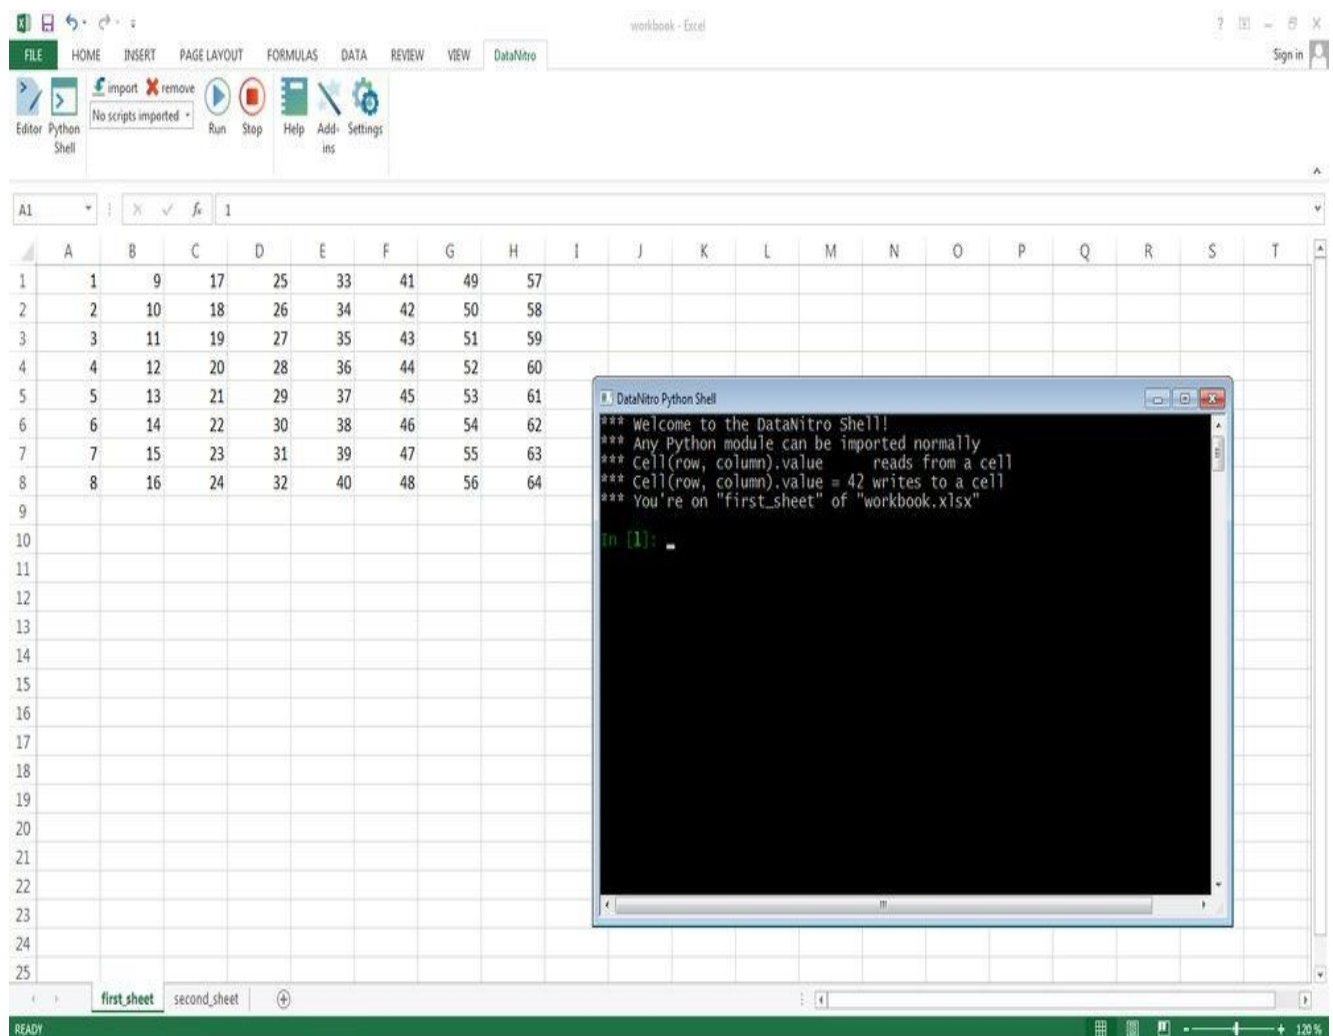 workbook - Excel
FILE HOME INSERT PAGE LAYOUT FORMULAS DATA REVIEW VIEW DataNitro Sign in
import remove
No scripts imported
Editor Python Shell Run Stop Help Add-ins Settings
A1 fx 1
A B C D E F G H I J K L M N O P Q R S T
1 1 9 17 25 33 41 49 57
2 2 10 18 26 34 42 50 58
3 3 11 19 27 35 43 51 59
4 4 12 20 28 36 44 52 60
5 5 13 21 29 37 45 53 61
6 6 14 22 30 38 46 54 62
7 7 15 23 31 39 47 55 63
8 8 16 24 32 40 48 56 64
9
10
11
12
13
14
15
16
17
18
19
20
21
22
23
24
25
DataNitro Python Shell
*** Welcome to the DataNitro Shell!
*** Any Python module can be imported normally
*** Cell(row, column).value reads from a cell
*** Cell(row, column).value = 42 writes to a cell
*** You're on "first_sheet" of "workbook.xlsx"
In [1]:
first_sheet second_sheet
READY 120%